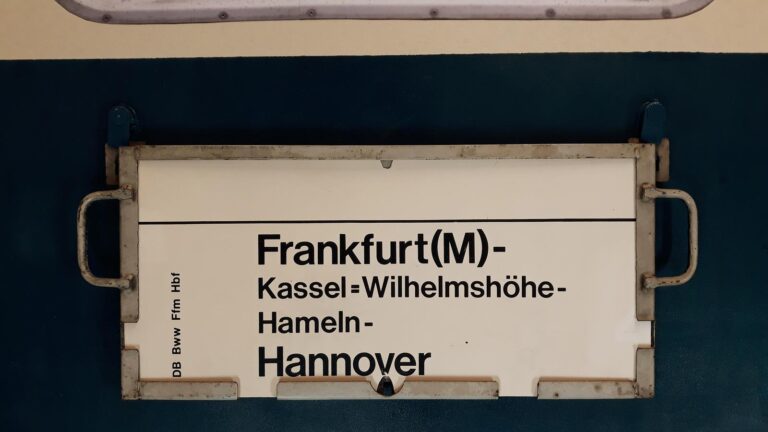 Frankfurt(M)-
Kassel=Wilhelmshöhe-
Hameln-
Hannover
DB Bww Ffm Hbf